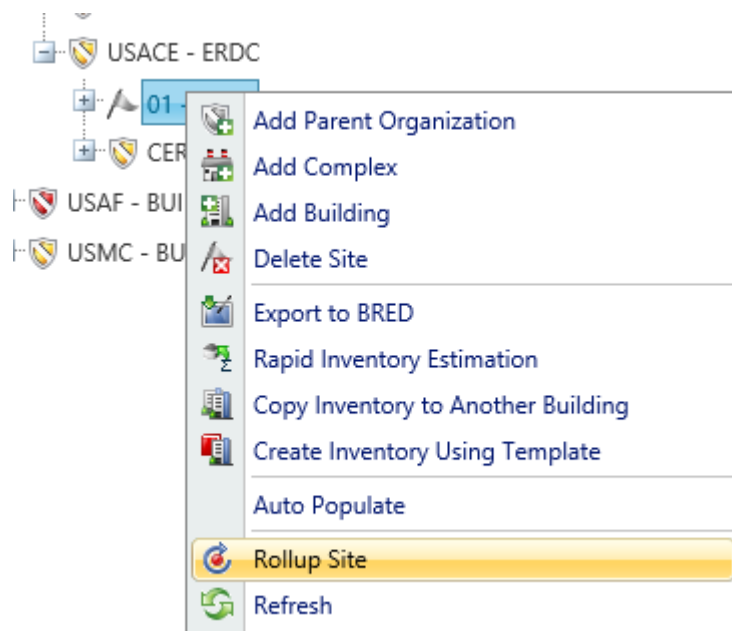 USACE - ERDC
01 -
CER
USAF - BUI
USMC - BU
Add Parent Organization
Add Complex
Add Building
Delete Site
Export to BRED
Rapid Inventory Estimation
Copy Inventory to Another Building
Create Inventory Using Template
Auto Populate
Rollup Site
Refresh